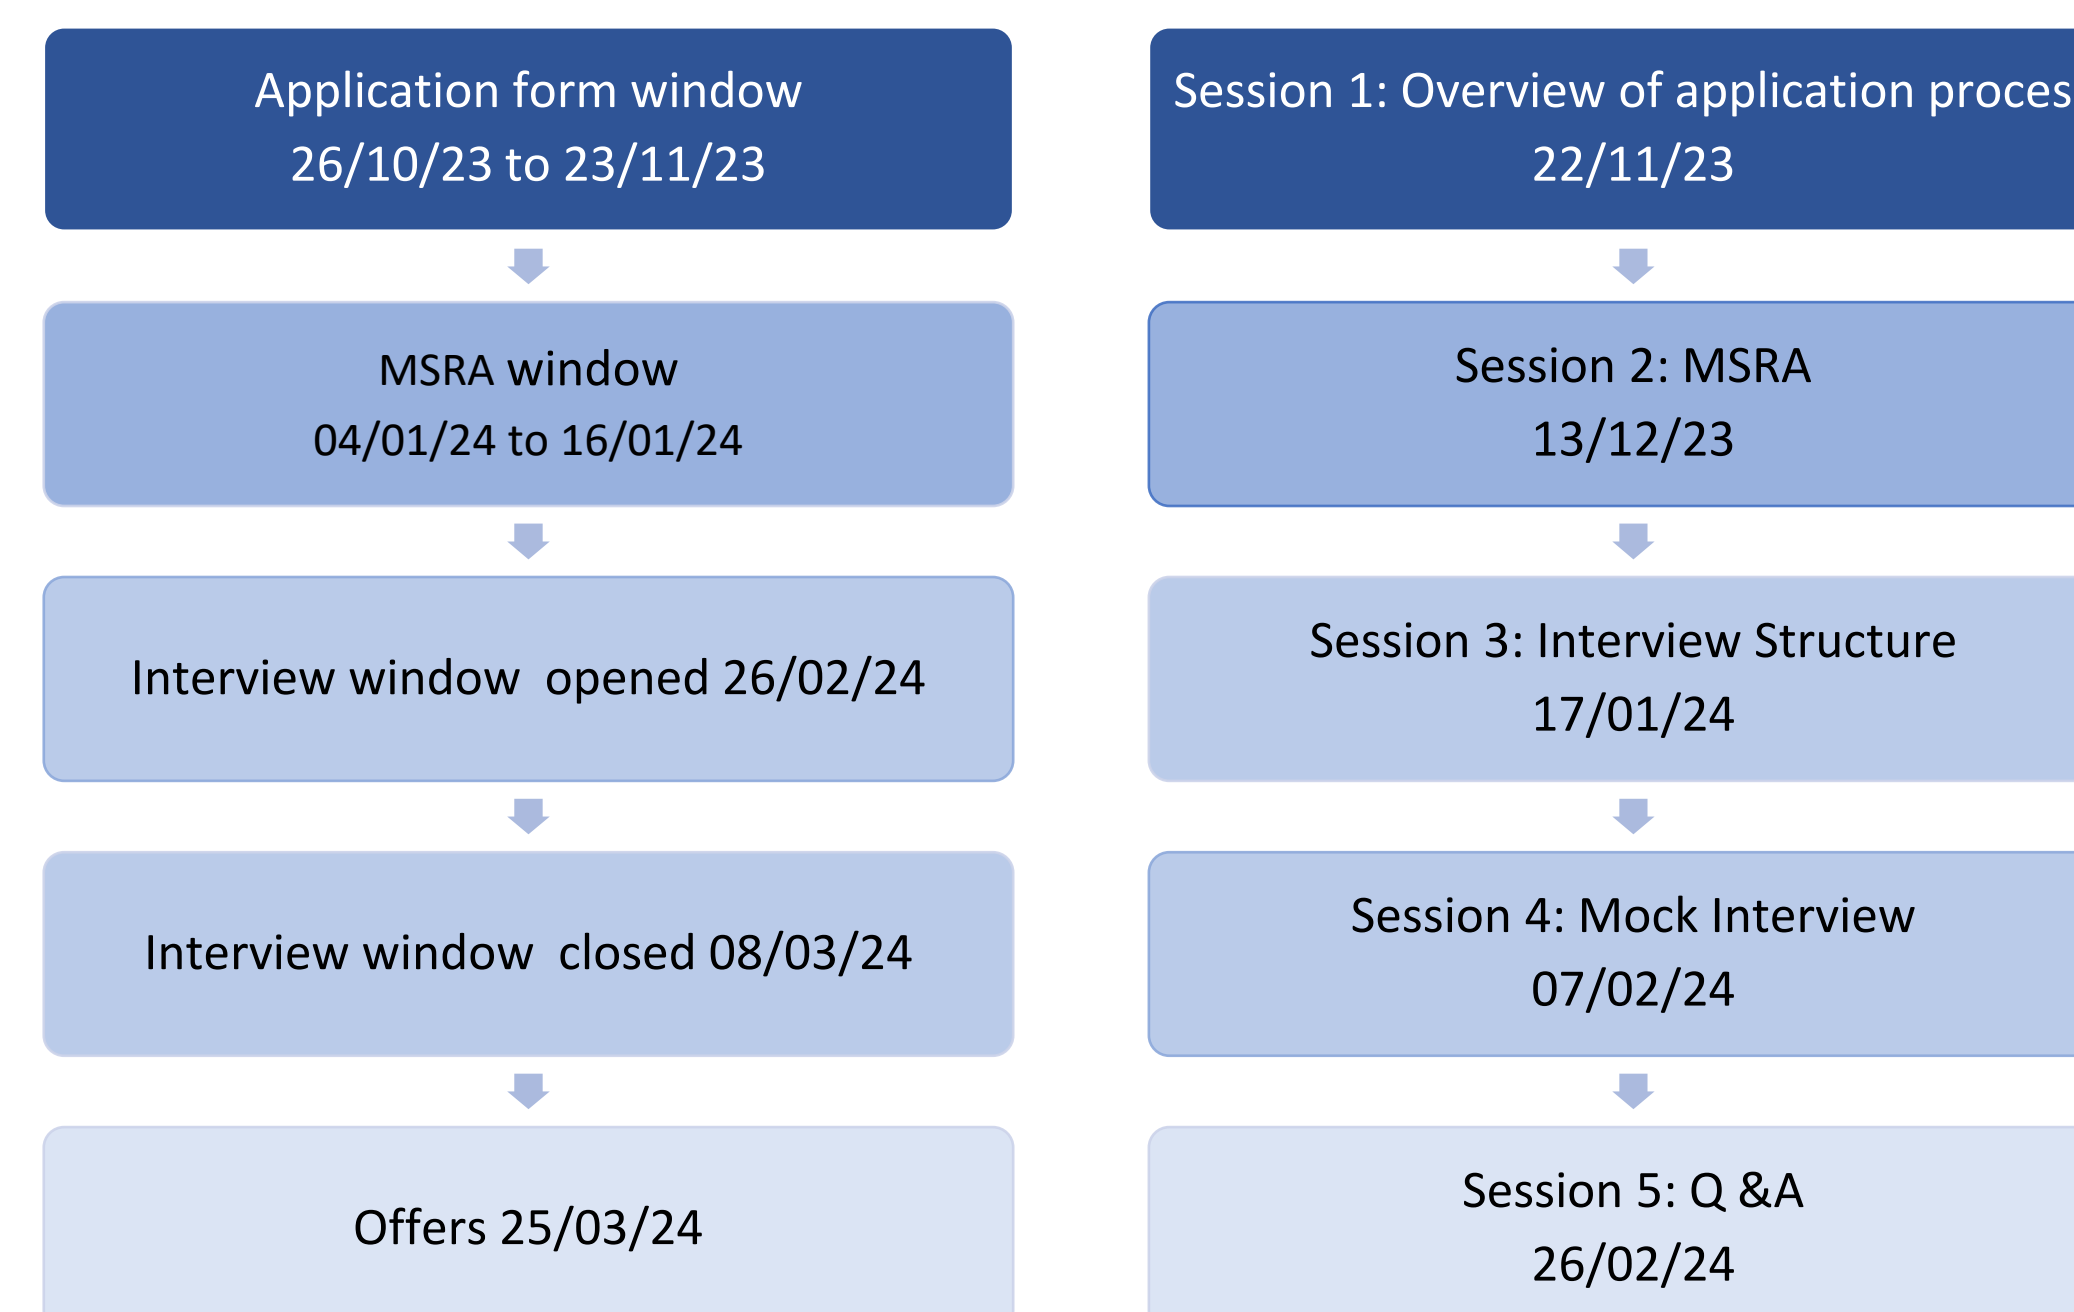 Application form window
26/10/23 to 23/11/23
MSRA window
04/01/24 to 16/01/24
Interview window  opened 26/02/24
Interview window  closed 08/03/24
Offers 25/03/24
Session 1: Overview of application proces
22/11/23
Session 2: MSRA
13/12/23
Session 3: Interview Structure
17/01/24
Session 4: Mock Interview
07/02/24
Session 5: Q &A
26/02/24